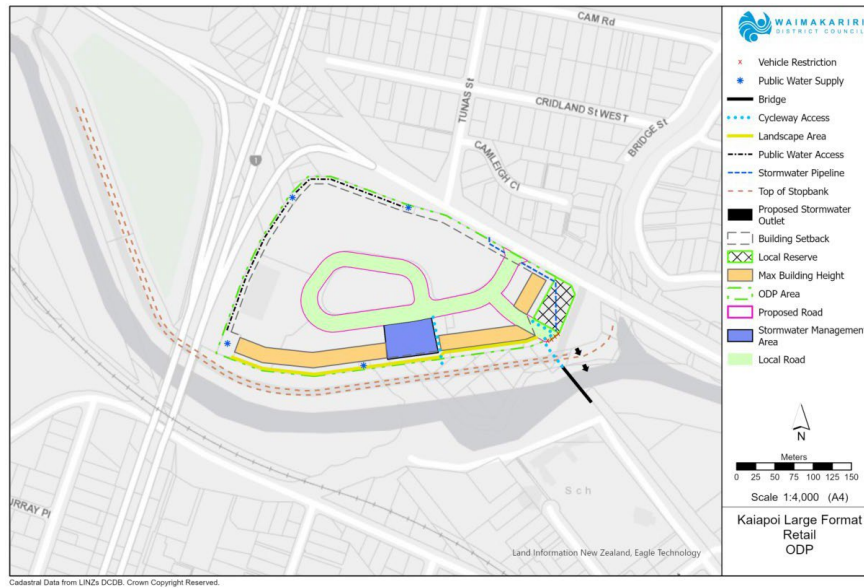 CAM Rd
TUNAS St
CRIDLAND St WEST
BRIDGE St
CAMLEIGH Cl
1
Sch
Land Information New Zealand, Eagle Technology
WAIMAKARIRI
DISTRICT COUNCIL
Vehicle Restriction
Public Water Supply
Bridge
Cycleway Access
Landscape Area
Public Water Access
Stormwater Pipeline
Top of Stopbank
Proposed Stormwater
Outlet
Building Setback
Local Reserve
Max Building Height
ODP Area
Proposed Road
Stormwater Management
Area
Local Road
N
Meters
0 25 50 75 100 125 150
Scale 1:4,000 (A4)
Kaiapoi Large Format
Retail
ODP
Cadastral Data from LINZs DCDB. Crown Copyright Reserved.